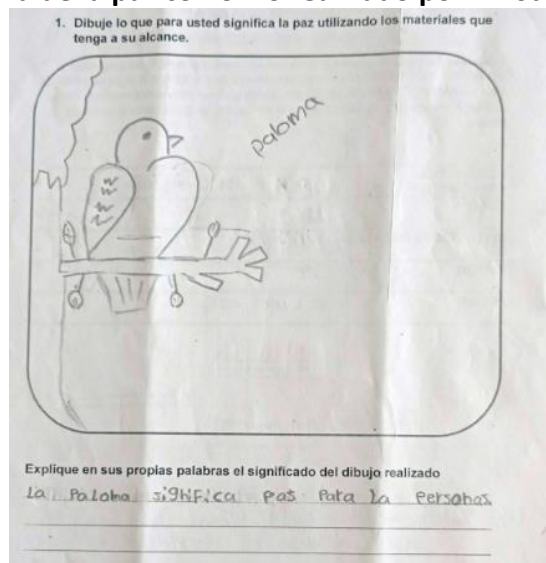 1. Dibuje lo que para usted significa la paz utilizando los materiales que
tenga a su alcance.
paloma
Explique en sus propias palabras el significado del dibujo realizado
La Paloma significa pas Para La Personas